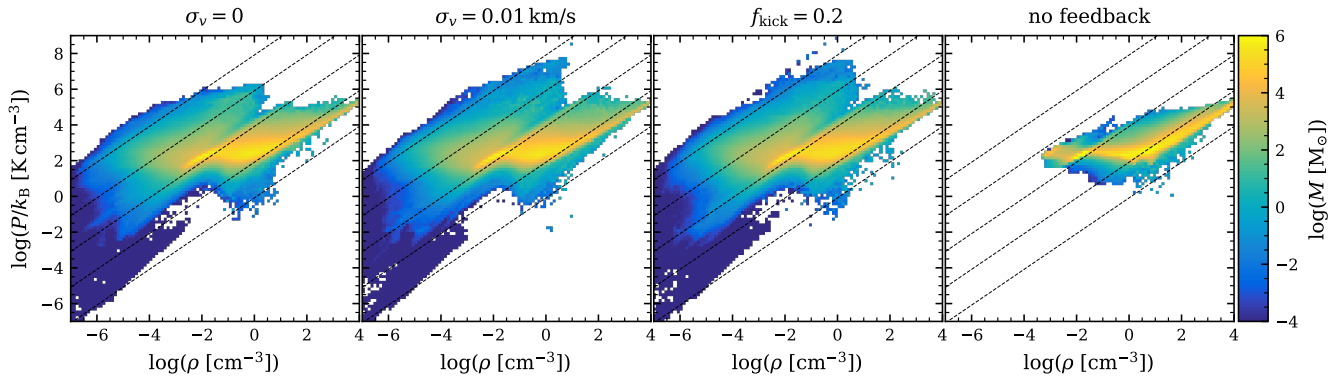 σᵥ = 0
σᵥ = 0.01 km/s
f_kick = 0.2
no feedback
log(P/k_B [K cm⁻³])
8
6
4
2
0
−2
−4
−6
−6 −4 −2 0 2 4
−6 −4 −2 0 2 4
−6 −4 −2 0 2 4
−6 −4 −2 0 2 4
log(ρ [cm⁻³])
log(ρ [cm⁻³])
log(ρ [cm⁻³])
log(ρ [cm⁻³])
6
4
2
0
−2
−4
log(M [M⊙])